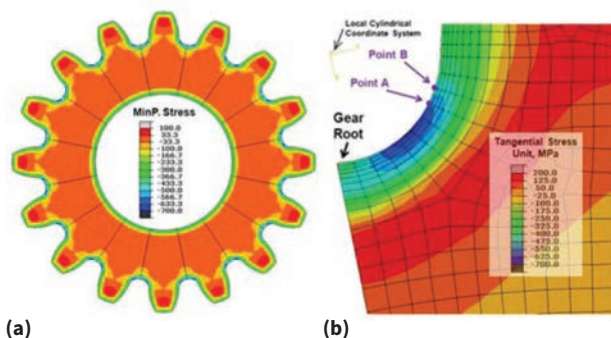 MinP. Stress
100.0
33.3
-33.3
-100.0
-166.7
-233.3
-300.0
-366.7
-433.3
-500.0
-566.7
-633.3
-700.0
(a)
Local Cylindrical
Coordinate System
Point B
Point A
Gear
Root
Tangential Stress
Unit, MPa
200.0
125.0
50.0
-25.0
-100.0
-175.0
-250.0
-325.0
-400.0
-475.0
-550.0
-625.0
-700.0
(b)